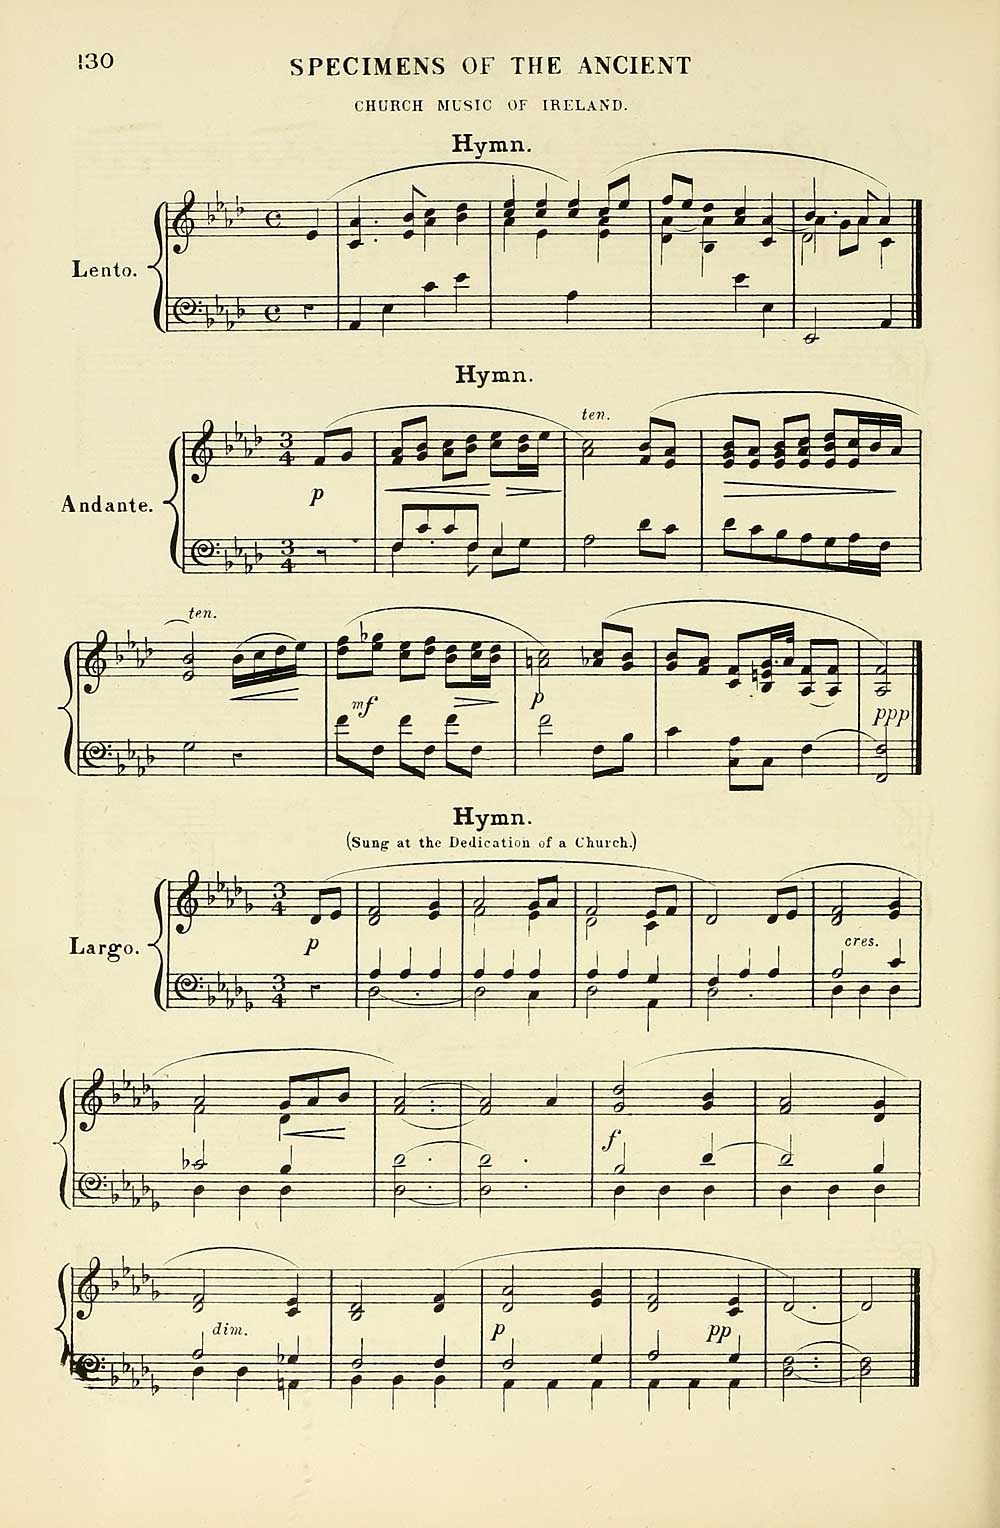 130
SPECIMENS OF THE ANCIENT
CHURCH MUSIC OF IRELAND.
Hymn.
Lento.
Hymn.
ten.
Andante.
p
ten.
mf
p
ppp
Hymn.
(Sung at the Dedication of a Church.)
Largo.
p
cres.
f
dim.
p
pp